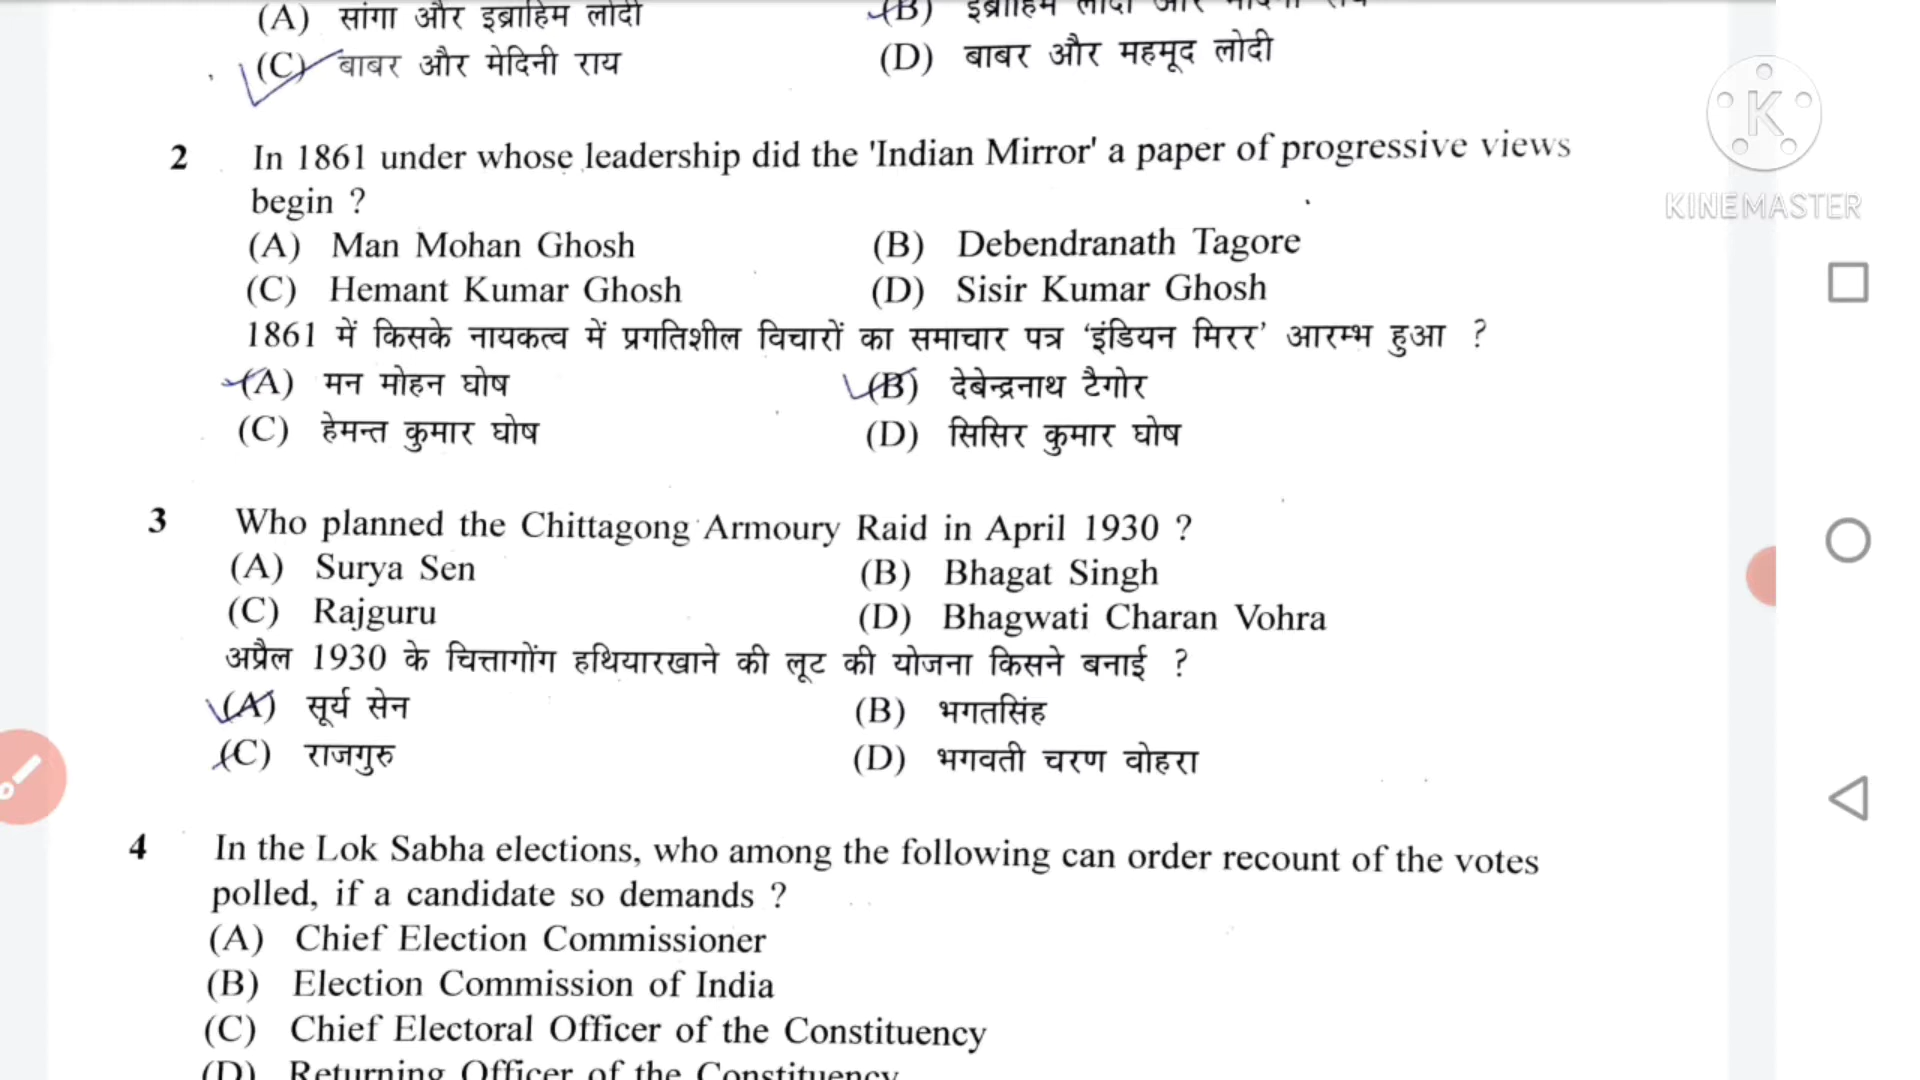 (A) सांगा और इब्राहिम लोदी (B) इब्राहिम लोदी और
(C) बाबर और मेदिनी राय (D) बाबर और महमूद लोदी
2 In 1861 under whose leadership did the 'Indian Mirror' a paper of progressive views
begin ?
(A) Man Mohan Ghosh (B) Debendranath Tagore
(C) Hemant Kumar Ghosh (D) Sisir Kumar Ghosh
1861 में किसके नायकत्व में प्रगतिशील विचारों का समाचार पत्र ‘इंडियन मिरर’ आरम्भ हुआ ?
(A) मन मोहन घोष (B) देबेन्द्रनाथ टैगोर
(C) हेमन्त कुमार घोष (D) सिसिर कुमार घोष
3 Who planned the Chittagong Armoury Raid in April 1930 ?
(A) Surya Sen (B) Bhagat Singh
(C) Rajguru (D) Bhagwati Charan Vohra
अप्रैल 1930 के चित्तागोंग हथियारखाने की लूट की योजना किसने बनाई ?
(A) सूर्य सेन (B) भगतसिंह
(C) राजगुरु (D) भगवती चरण वोहरा
4 In the Lok Sabha elections, who among the following can order recount of the votes
polled, if a candidate so demands ?
(A) Chief Election Commissioner
(B) Election Commission of India
(C) Chief Electoral Officer of the Constituency
(D) Returning Officer of the Constituency
K
KINEMASTER